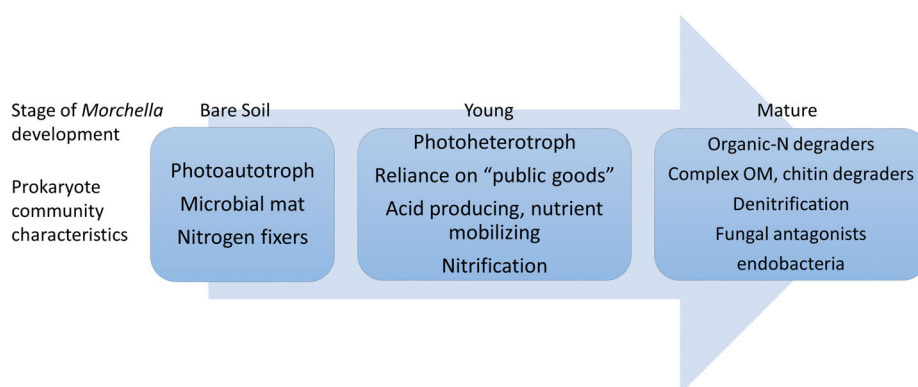 Stage of Morchella
development
Bare Soil
Young
Mature
Prokaryote
community
characteristics
Photoautotroph
Microbial mat
Nitrogen fixers
Photoheterotroph
Reliance on “public goods”
Acid producing, nutrient
mobilizing
Nitrification
Organic-N degraders
Complex OM, chitin degraders
Denitrification
Fungal antagonists
endobacteria